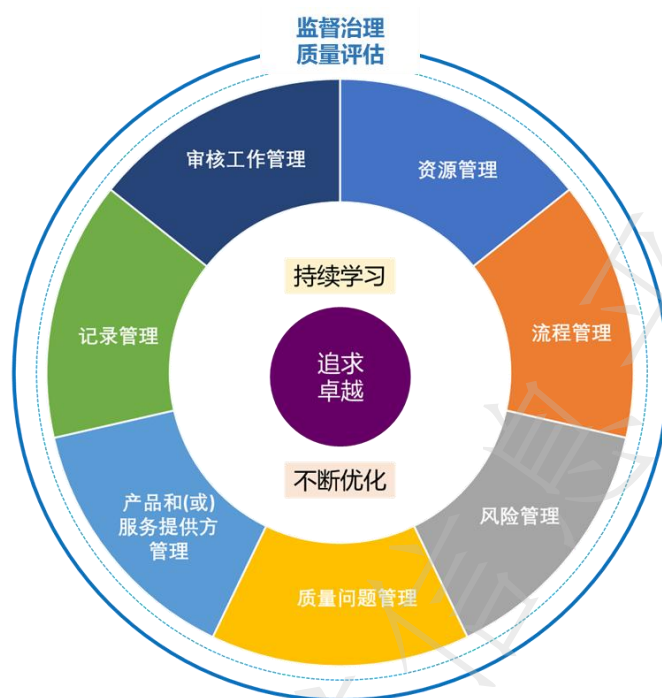 监督治理
质量评估
审核工作管理
资源管理
持续学习
记录管理
流程管理
追求
卓越
不断优化
产品和(或)
服务提供方
管理
风险管理
质量问题管理